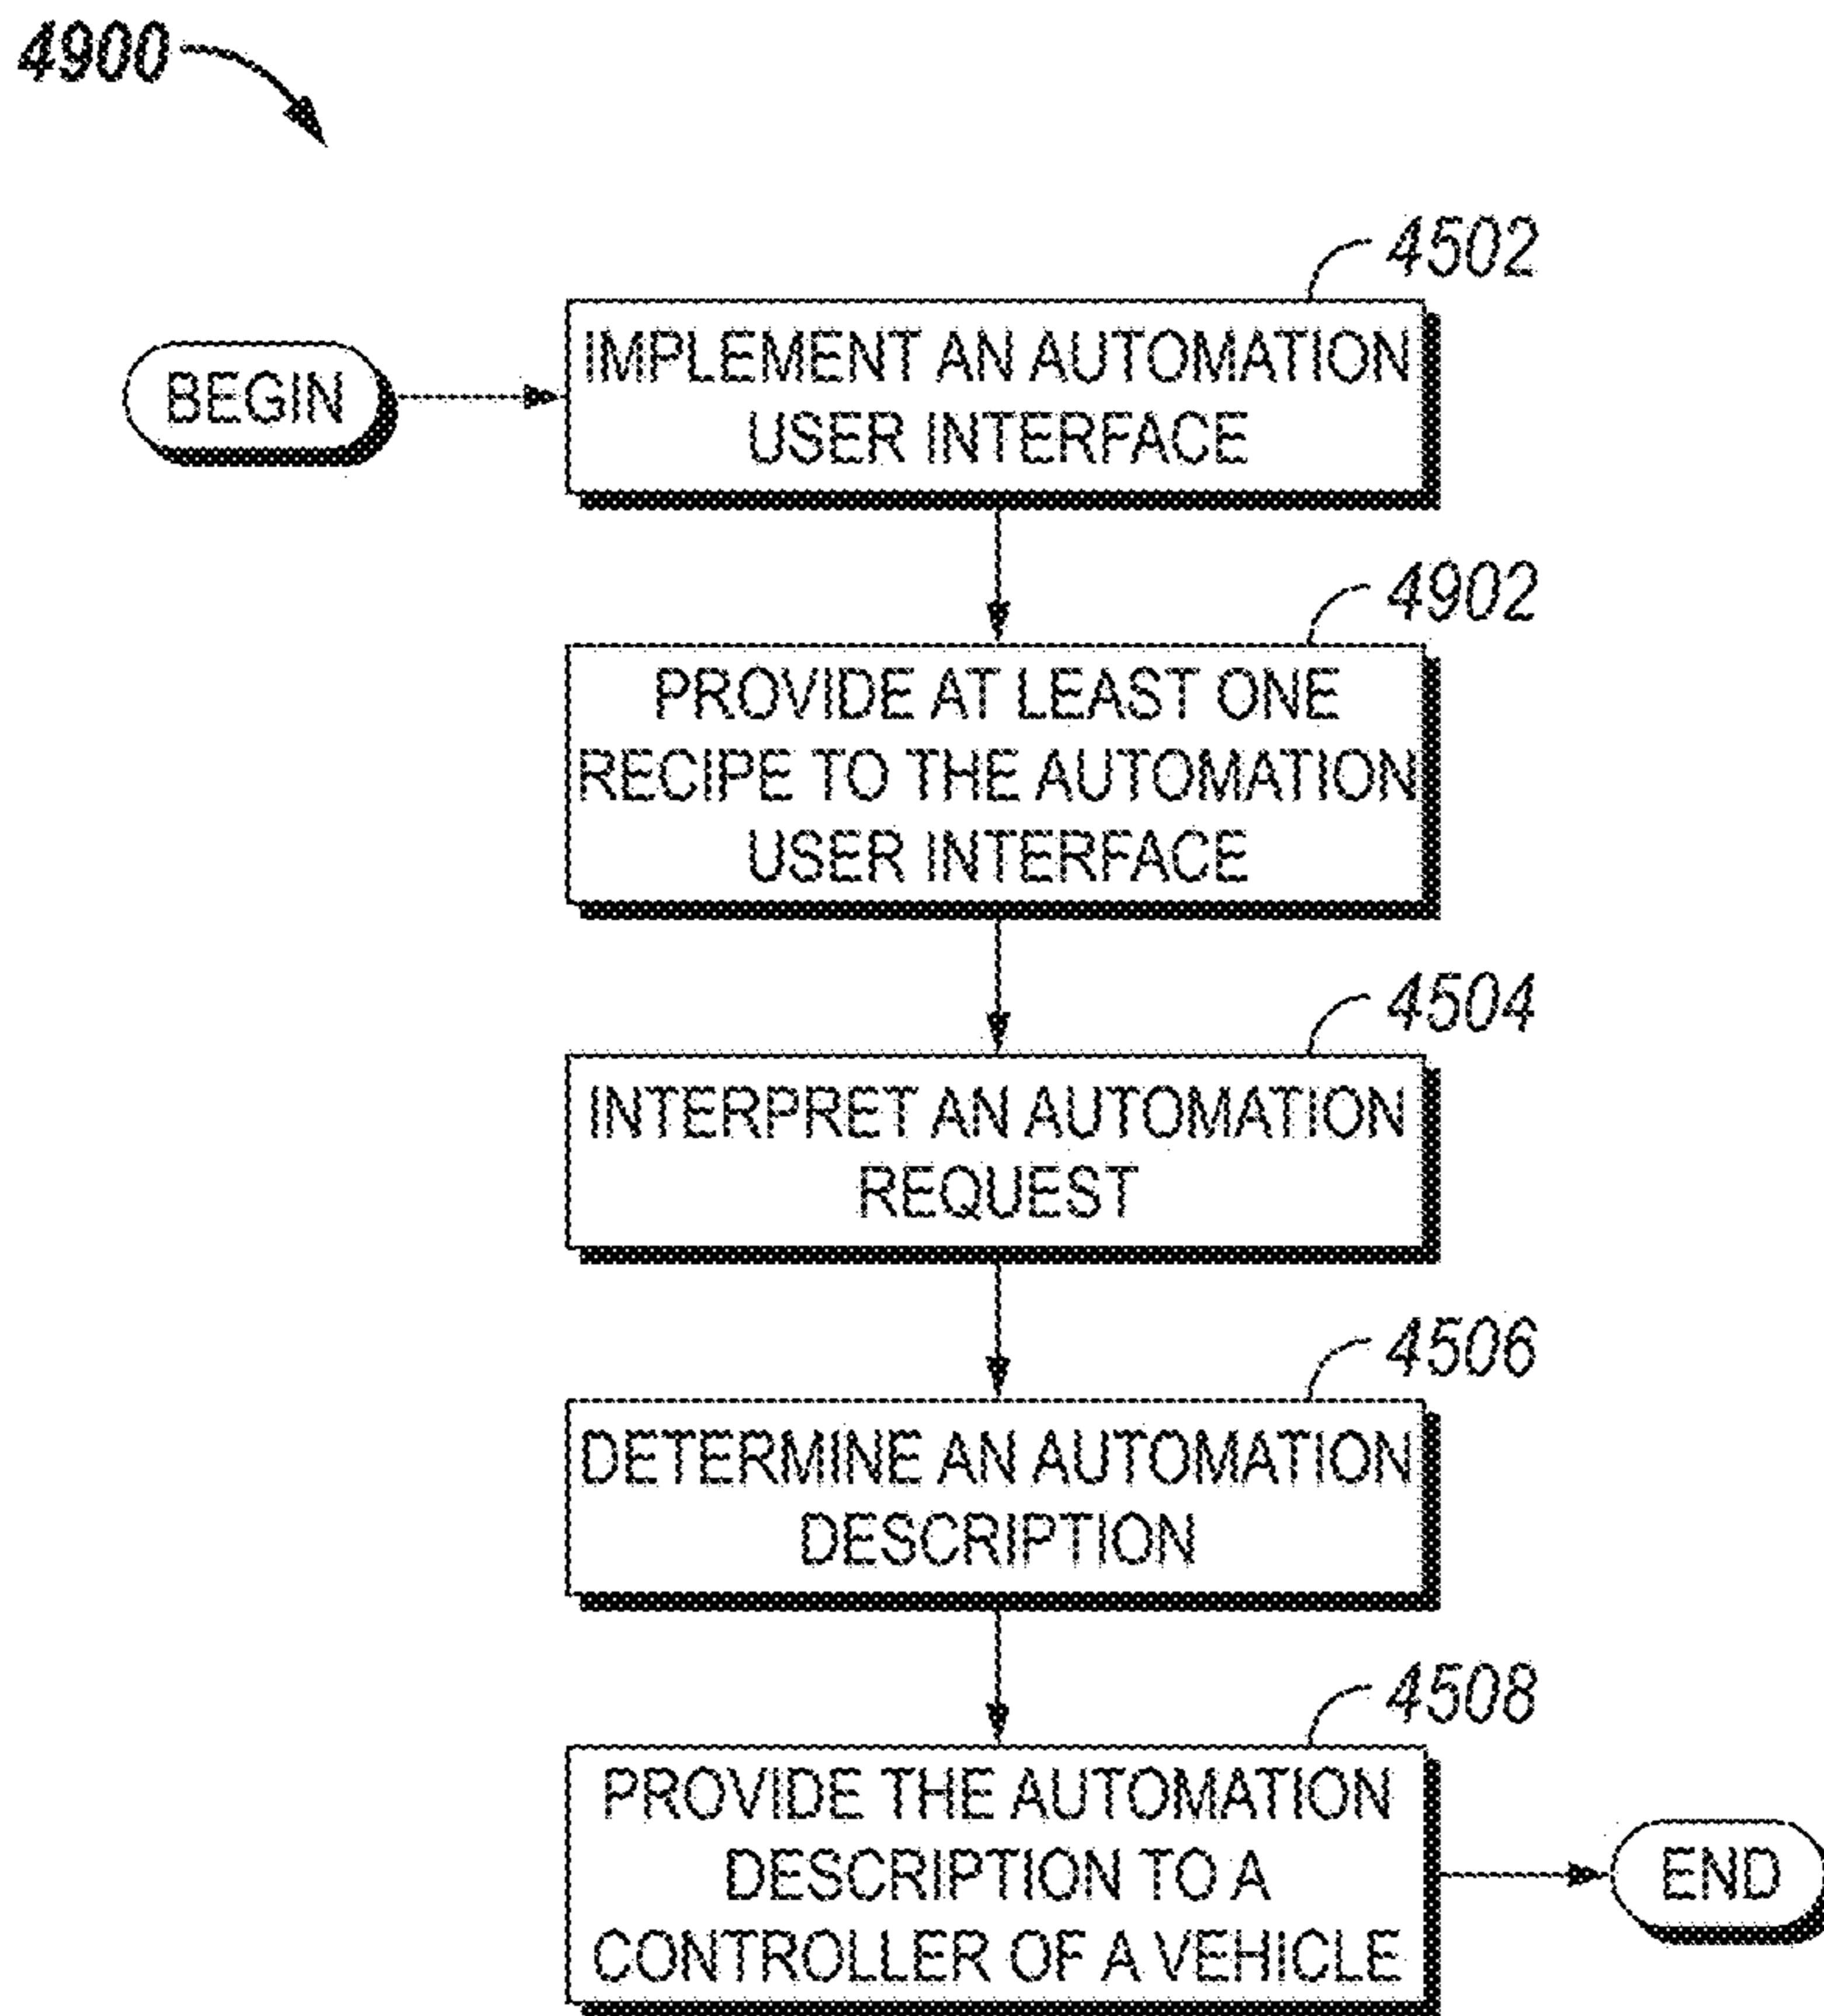 4900
4502
BEGIN
IMPLEMENT AN AUTOMATION
USER INTERFACE
4902
PROVIDE AT LEAST ONE
RECIPE TO THE AUTOMATION
USER INTERFACE
4504
INTERPRET AN AUTOMATION
REQUEST
4506
DETERMINE AN AUTOMATION
DESCRIPTION
4508
PROVIDE THE AUTOMATION
DESCRIPTION TO A
CONTROLLER OF A VEHICLE
END